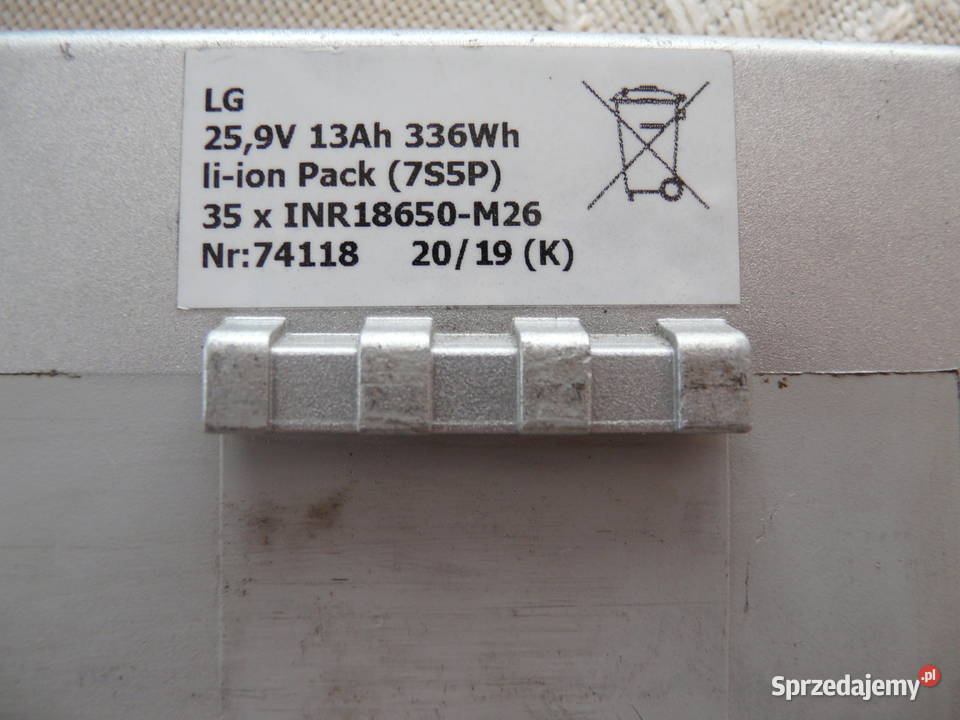 LG
25,9V 13Ah 336Wh
li-ion Pack (7S5P)
35 x INR18650-M26
Nr:74118 20/19 (K)
Sprzedajemy.pl